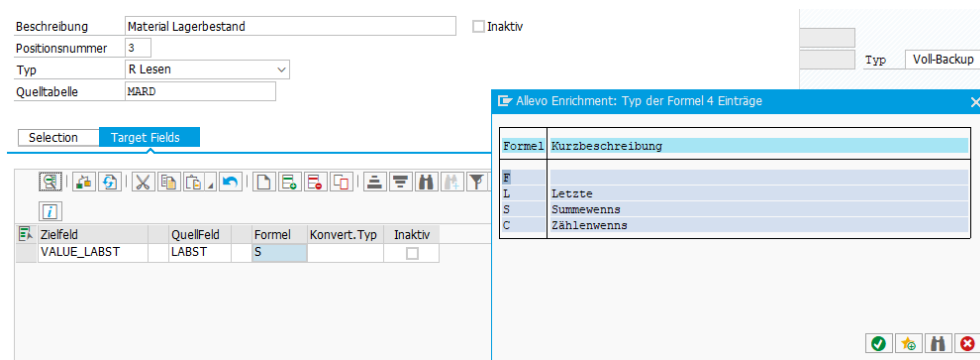 Beschreibung Material Lagerbestand Inaktiv
Positionsnummer 3
Typ R Lesen
Quelltabelle MARD
Typ Voll-Backup
Allevo Enrichment: Typ der Formel 4 Einträge
Selection Target Fields
Formel Kurzbeschreibung
F
L Letzte
S Summewenns
C Zählenwenns
Zielfeld QuellFeld Formel Konvert.Typ Inaktiv
VALUE_LABST LABST S